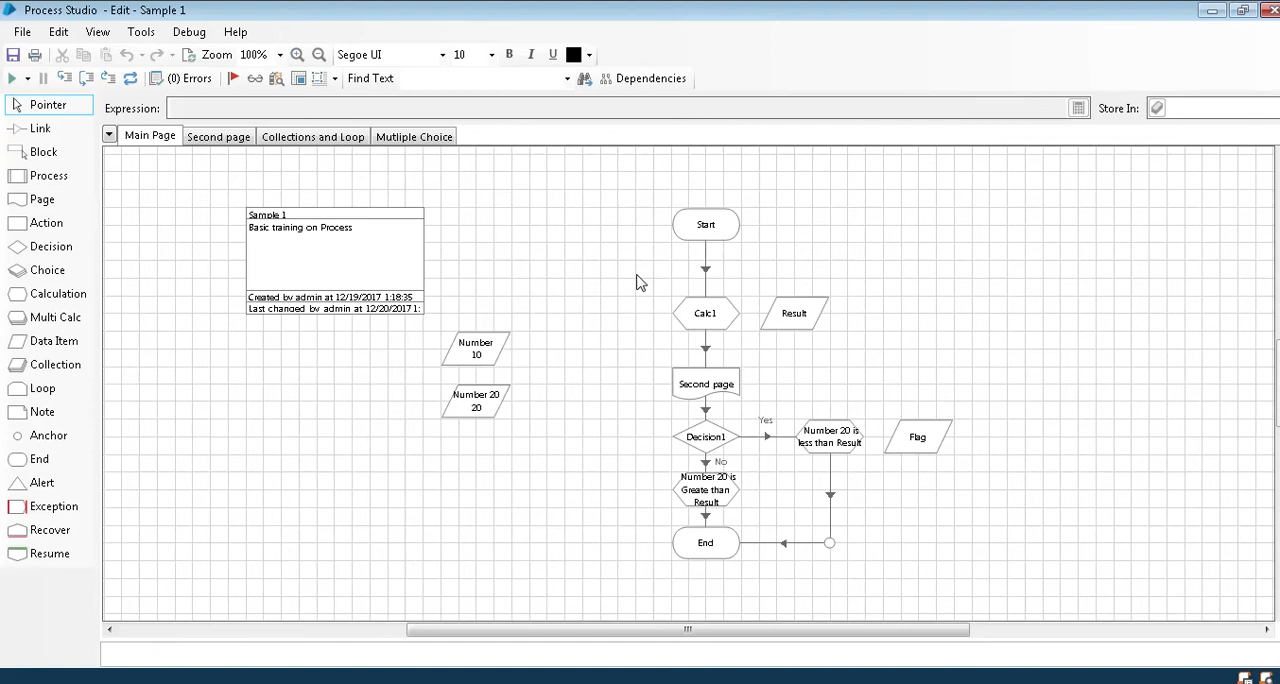 Process Studio - Edit - Sample 1
File Edit View Tools Debug Help
Zoom 100% Segoe UI 10 B I U
(0) Errors Find Text Dependencies
Pointer
Link
Block
Process
Page
Action
Decision
Choice
Calculation
Multi Calc
Data Item
Collection
Loop
Note
Anchor
End
Alert
Exception
Recover
Resume
Expression: Store In:
Main Page Second page Collections and Loop Mutliple Choice
Sample 1
Basic training on Process
Created by admin at 12/19/2017 1:18:35
Last changed by admin at 12/20/2017 1:
Number
10
Number 20
20
Start
Calc1
Result
Second page
Decision1
Yes
Number 20 is
less than Result
Flag
No
Number 20 is
Greate than
Result
End